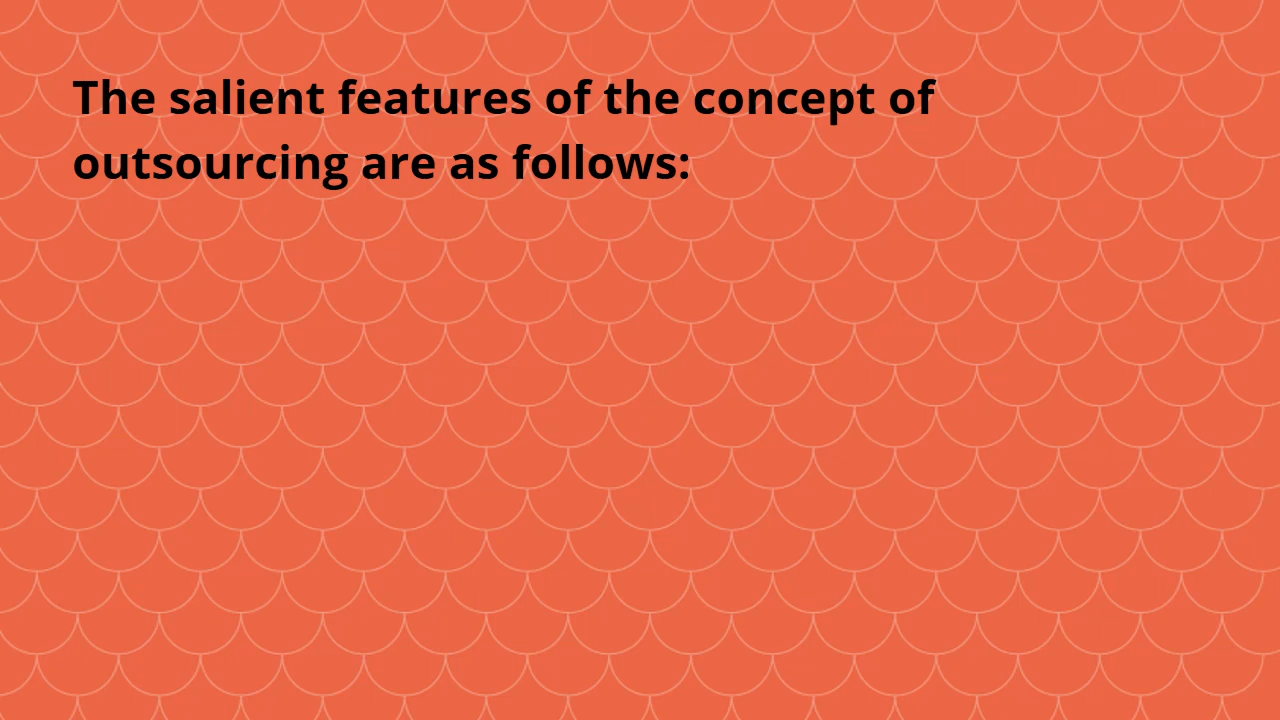 The salient features of the concept of
outsourcing are as follows: